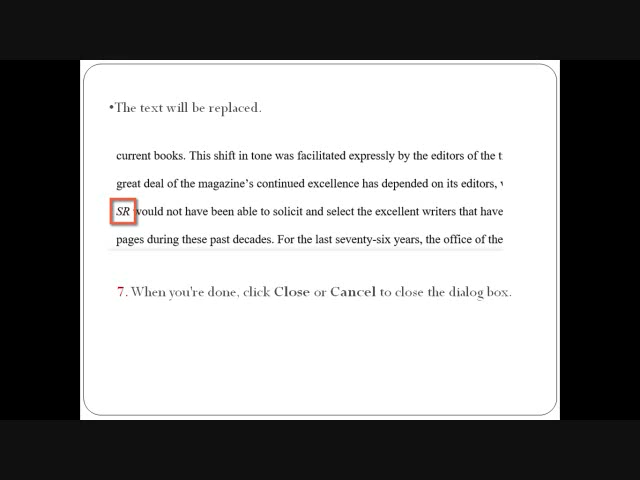 •The text will be replaced.
current books. This shift in tone was facilitated expressly by the editors of the t
great deal of the magazine's continued excellence has depended on its editors,
SR would not have been able to solicit and select the excellent writers that have
pages during these past decades. For the last seventy-six years, the office of the
7. When you're done, click Close or Cancel to close the dialog box.